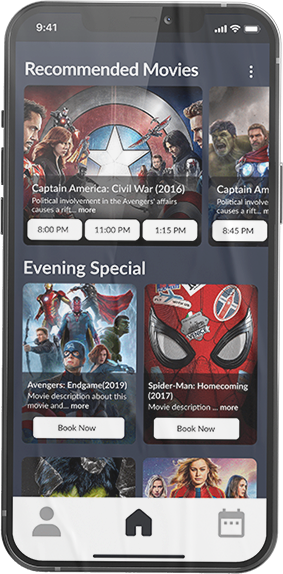 9:41
Recommended Movies
Captain America: Civil War (2016)
Political involvement in the Avengers' affairs
causes a rift... more
8:00 PM 11:00 PM 1:15 PM
Captain Am
Political involvem
causes a rift... m
8:45 PM
Evening Special
Avengers: Endgame(2019)
Movie description about this
movie and... more
Book Now
VENICE
Spider-Man: Homecoming
(2017)
Movie description ... more
Book Now